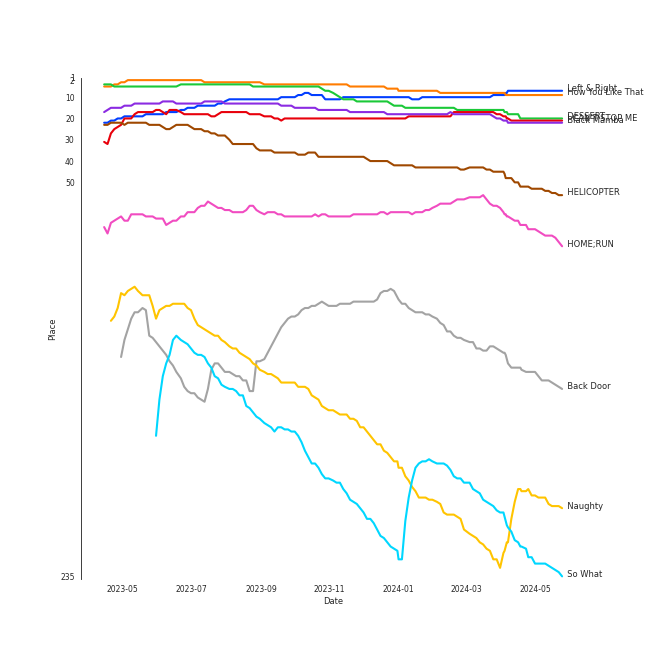 1
2
10
20
30
40
50
235
Place
Left & Right
How You Like That
DESSERT
Black Mamba
HELICOPTER
HOME;RUN
Back Door
Naughty
So What
2023-05
2023-07
2023-09
2023-11
2024-01
2024-03
2024-05
Date